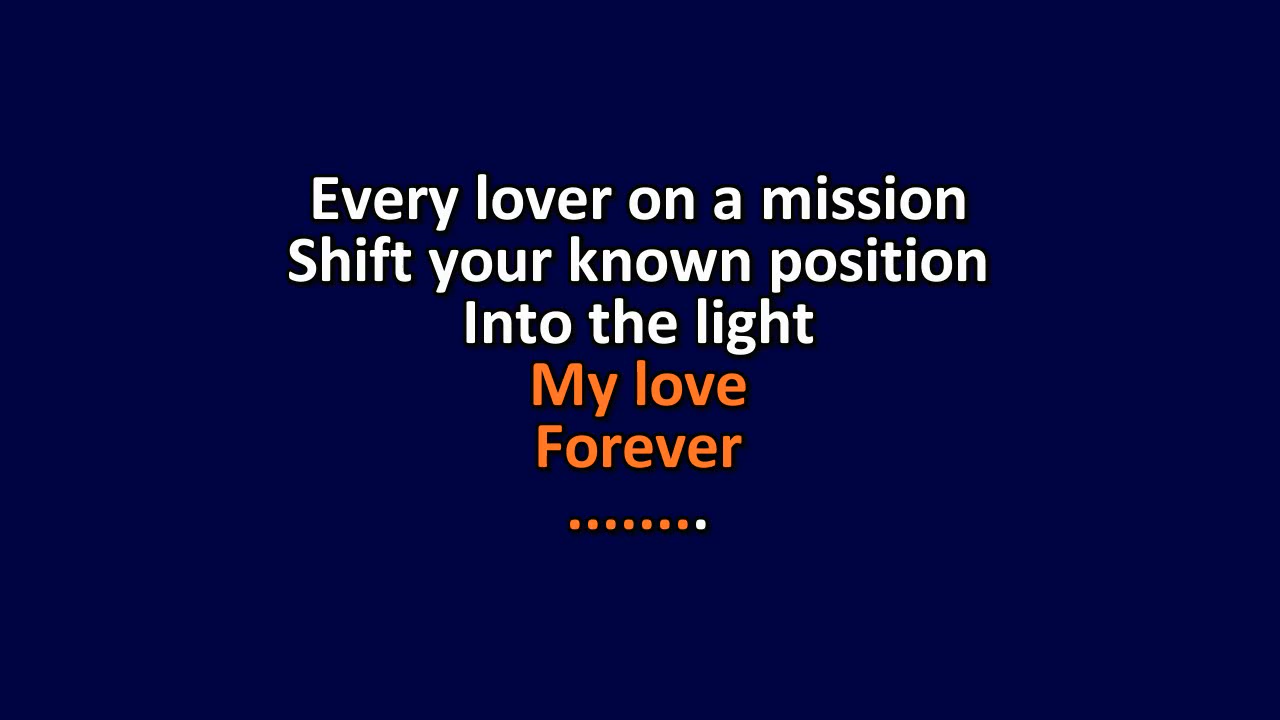 Every lover on a mission
Shift your known position
Into the light
My love
Forever
........